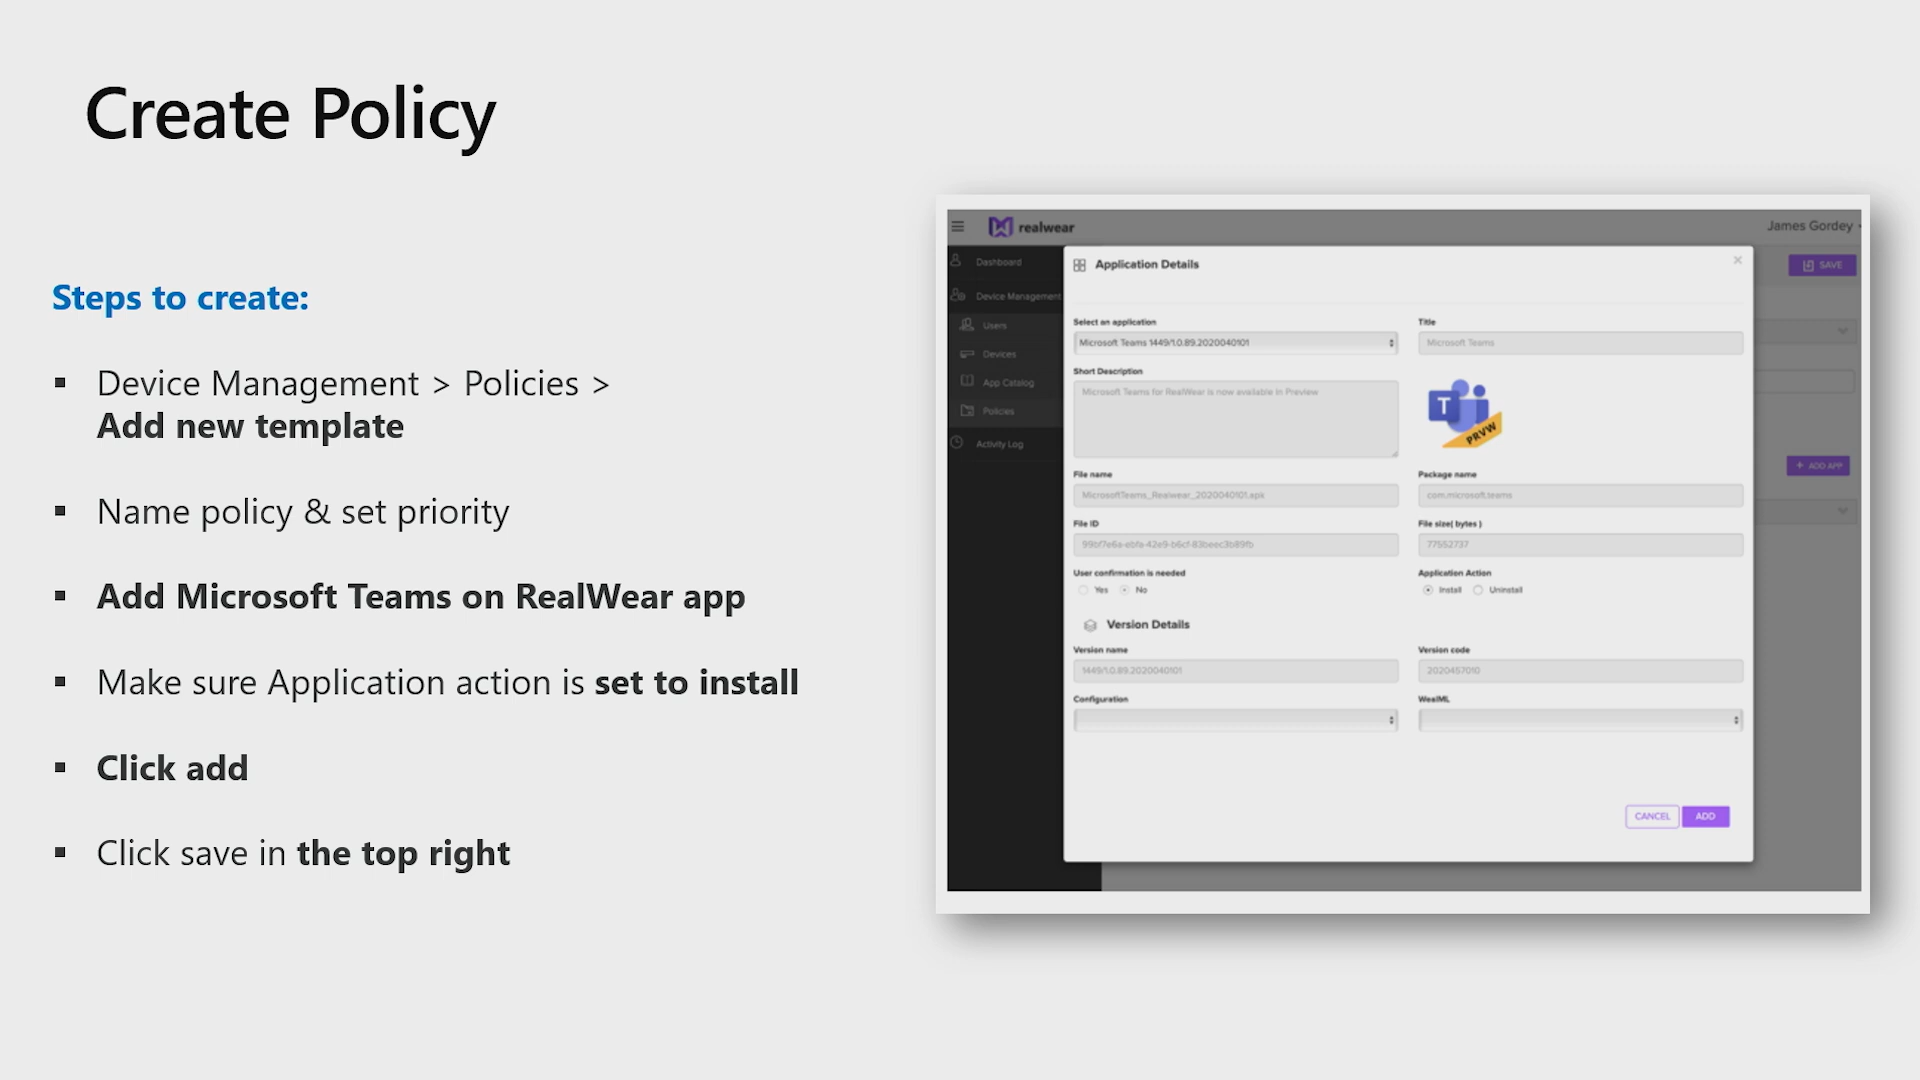 Create Policy
Steps to create:
▪ Device Management > Policies >
Add new template
▪ Name policy & set priority
▪ Add Microsoft Teams on RealWear app
▪ Make sure Application action is set to install
▪ Click add
▪ Click save in the top right
realwear
James Gordey
Dashboard
Device Management
Users
Devices
App Catalog
Policies
Activity Log
SAVE
+ ADD APP
Application Details
Select an application
Microsoft Teams 1449/1.0.89.2020040101
Title
Microsoft Teams
Short Description
Microsoft Teams for RealWear is now available in Preview
T
PRVW
File name
MicrosoftTeams_Realwear_2020040101.apk
Package name
com.microsoft.teams
File ID
99bf7e6a-ebfa-42e9-b6cf-83beec3b89fb
File size( bytes )
77552737
User confirmation is needed
Yes No
Application Action
Install Uninstall
Version Details
Version name
1449/1.0.89.2020040101
Version code
2020457010
Configuration
WearML
CANCEL ADD